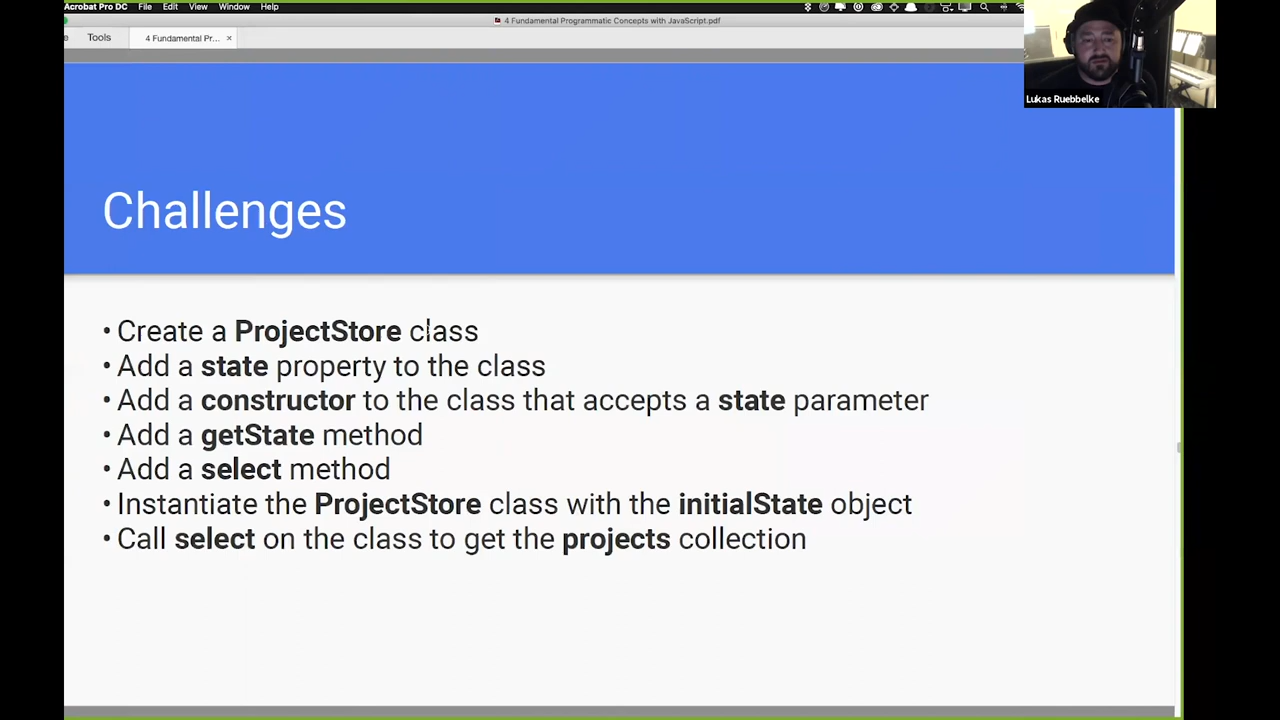 Acrobat Pro DC File Edit View Window Help
4 Fundamental Programmatic Concepts with JavaScript.pdf
Tools 4 Fundamental Pr... ×
Lukas Ruebbelke
Challenges
• Create a ProjectStore class
• Add a state property to the class
• Add a constructor to the class that accepts a state parameter
• Add a getState method
• Add a select method
• Instantiate the ProjectStore class with the initialState object
• Call select on the class to get the projects collection